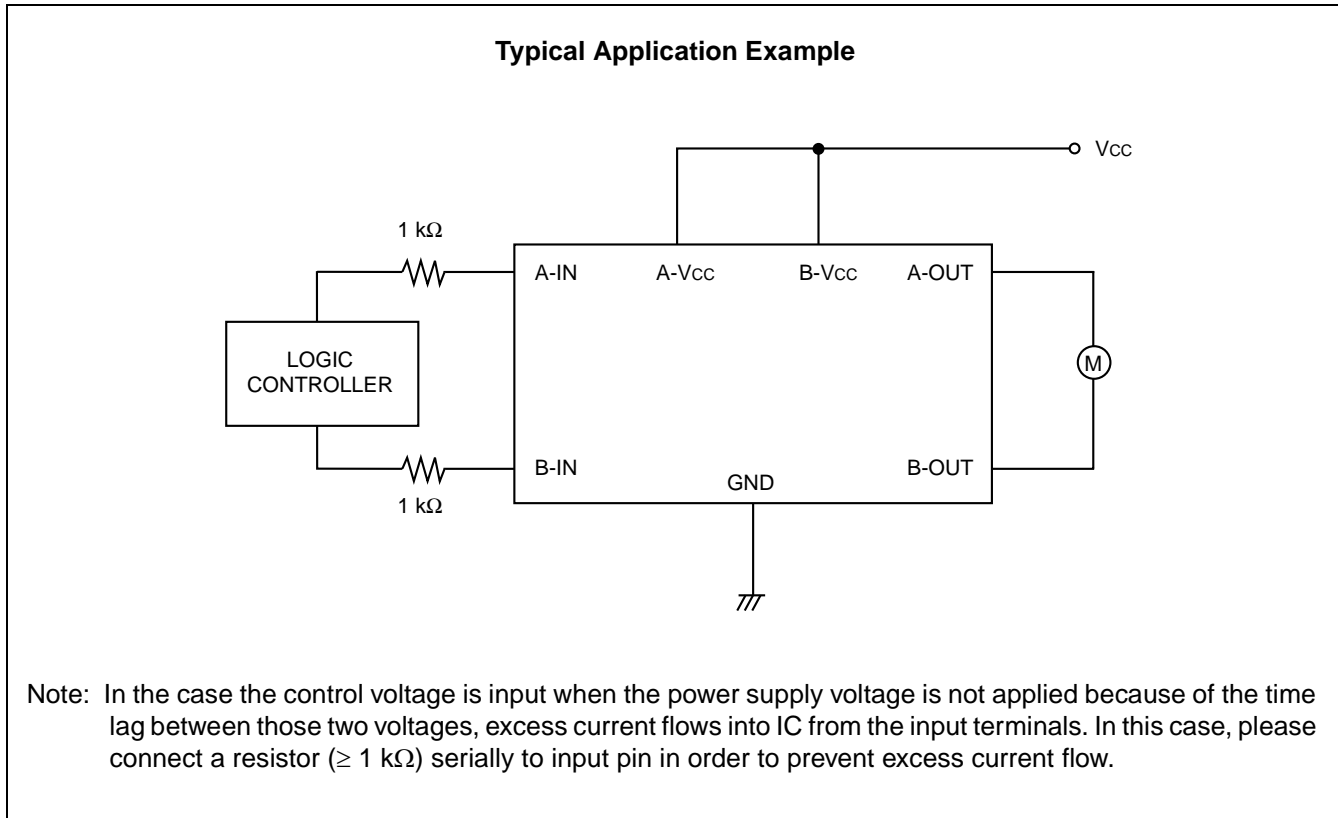 Typical Application Example
Vcc
1 kΩ
A-IN
A-Vcc
B-Vcc
A-OUT
LOGIC
CONTROLLER
M
B-IN
B-OUT
GND
1 kΩ
Note: In the case the control voltage is input when the power supply voltage is not applied because of the time
lag between those two voltages, excess current flows into IC from the input terminals. In this case, please
connect a resistor (≥ 1 kΩ) serially to input pin in order to prevent excess current flow.